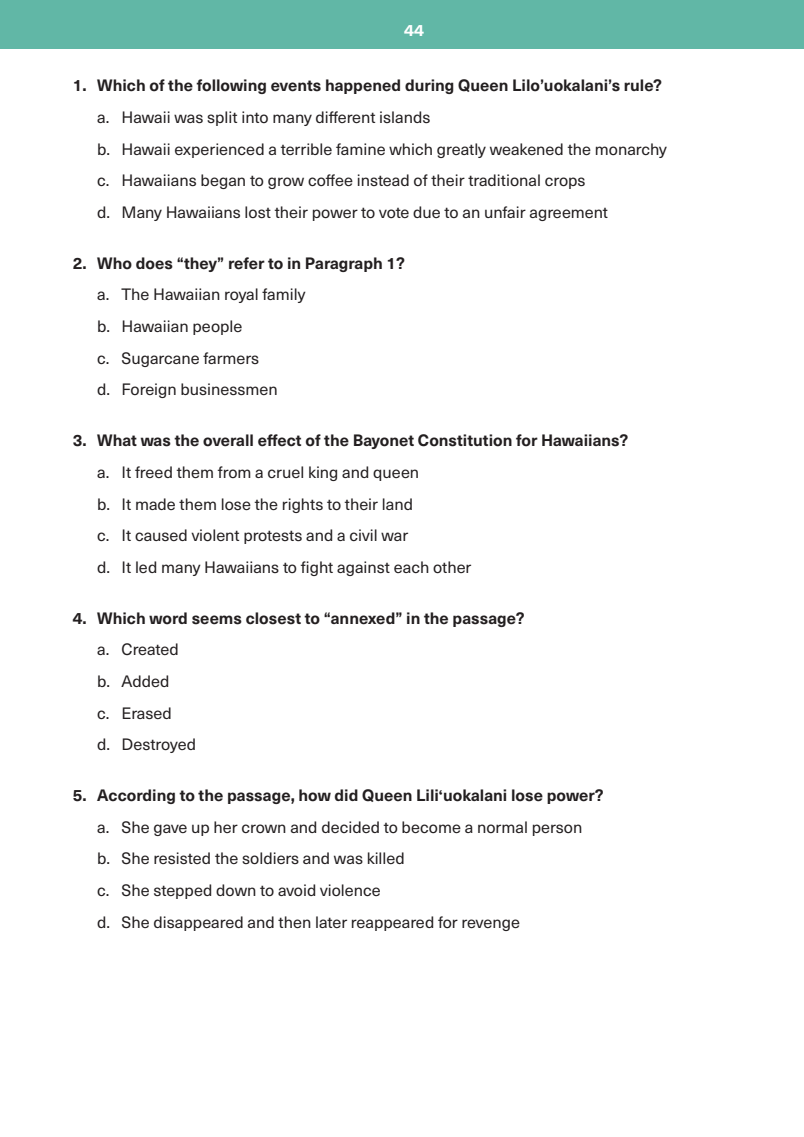 44
1. Which of the following events happened during Queen Lilo’uokalani’s rule?
a. Hawaii was split into many different islands
b. Hawaii experienced a terrible famine which greatly weakened the monarchy
c. Hawaiians began to grow coffee instead of their traditional crops
d. Many Hawaiians lost their power to vote due to an unfair agreement
2. Who does “they” refer to in Paragraph 1?
a. The Hawaiian royal family
b. Hawaiian people
c. Sugarcane farmers
d. Foreign businessmen
3. What was the overall effect of the Bayonet Constitution for Hawaiians?
a. It freed them from a cruel king and queen
b. It made them lose the rights to their land
c. It caused violent protests and a civil war
d. It led many Hawaiians to fight against each other
4. Which word seems closest to “annexed” in the passage?
a. Created
b. Added
c. Erased
d. Destroyed
5. According to the passage, how did Queen Lili‘uokalani lose power?
a. She gave up her crown and decided to become a normal person
b. She resisted the soldiers and was killed
c. She stepped down to avoid violence
d. She disappeared and then later reappeared for revenge